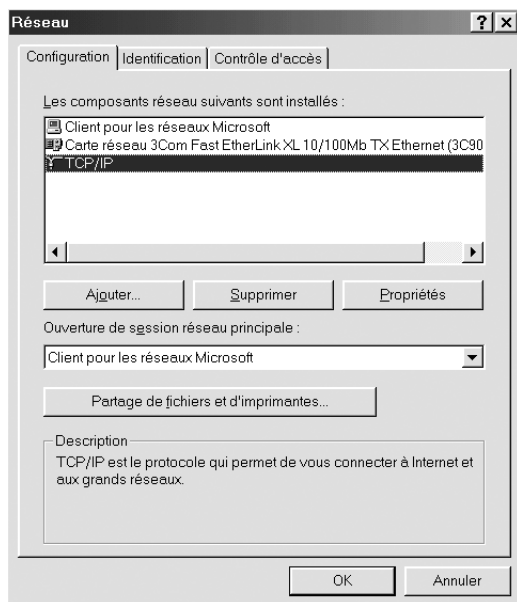 Réseau
Configuration
Identification
Contrôle d'accès
Les composants réseau suivants sont installés :
Client pour les réseaux Microsoft
Carte réseau 3Com Fast EtherLink XL 10/100Mb TX Ethernet (3C90
TCP/IP
Ajouter...
Supprimer
Propriétés
Ouverture de session réseau principale :
Client pour les réseaux Microsoft
Partage de fichiers et d'imprimantes...
Description
TCP/IP est le protocole qui permet de vous connecter à Internet et
aux grands réseaux.
OK
Annuler